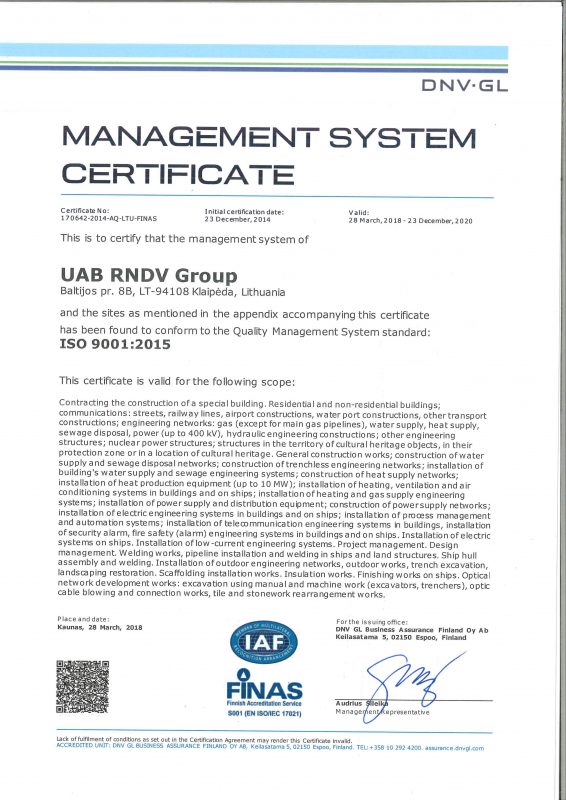 DNV·GL
MANAGEMENT SYSTEM
CERTIFICATE
Certificate No:
170642-2014-AQ-LTU-FINAS
Initial certification date:
23 December, 2014
Valid:
28 March, 2018 - 23 December, 2020
This is to certify that the management system of
UAB RNDV Group
Baltijos pr. 8B, LT-94108 Klaipėda, Lithuania
and the sites as mentioned in the appendix accompanying this certificate
has been found to conform to the Quality Management System standard:
ISO 9001:2015
This certificate is valid for the following scope:
Contracting the construction of a special building. Residential and non-residential buildings;
communications: streets, railway lines, airport constructions, water port constructions, other transport
constructions; engineering networks: gas (except for main gas pipelines), water supply, heat supply,
sewage disposal, power (up to 400 kV), hydraulic engineering constructions; other engineering
structures; nuclear power structures; structures in the territory of cultural heritage objects, in their
protection zone or in a location of cultural heritage. General construction works; construction of water
supply and sewage disposal networks; construction of trenchless engineering networks; installation of
building's water supply and sewage engineering systems; construction of heat supply networks;
installation of heat production equipment (up to 10 MW); installation of heating, ventilation and air
conditioning systems in buildings and on ships; installation of heating and gas supply engineering
systems; installation of power supply and distribution equipment; construction of power supply networks;
installation of electric engineering systems in buildings and on ships; installation of process management
and automation systems; installation of telecommunication engineering systems in buildings, installation
of security alarm, fire safety (alarm) engineering systems in buildings and on ships. Installation of electric
systems on ships. Installation of low-current engineering systems. Project management. Design
management. Welding works, pipeline installation and welding in ships and land structures. Ship hull
assembly and welding. Installation of outdoor engineering networks, outdoor works, trench excavation,
landscaping restoration. Scaffolding installation works. Insulation works. Finishing works on ships. Optical
network development works: excavation using manual and machine work (excavators, trenchers), optic
cable blowing and connection works, tile and stonework rearrangement works.
Place and date:
Kaunas, 28 March, 2018
For the issuing office:
DNV GL Business Assurance Finland Oy Ab
Keilasatama 5, 02150 Espoo, Finland
MEMBER OF MULTILATERAL
IAF
RECOGNITION ARRANGEMENT
FINAS
Finnish Accreditation Service
S001 (EN ISO/IEC 17021)
Audrius Sileika
Management Representative
Lack of fulfilment of conditions as set out in the Certification Agreement may render this Certificate invalid.
ACCREDITED UNIT: DNV GL BUSINESS ASSURANCE FINLAND OY AB, Keilasatama 5, 02150 Espoo, Finland. TEL:+358 10 292 4200. assurance.dnvgl.com